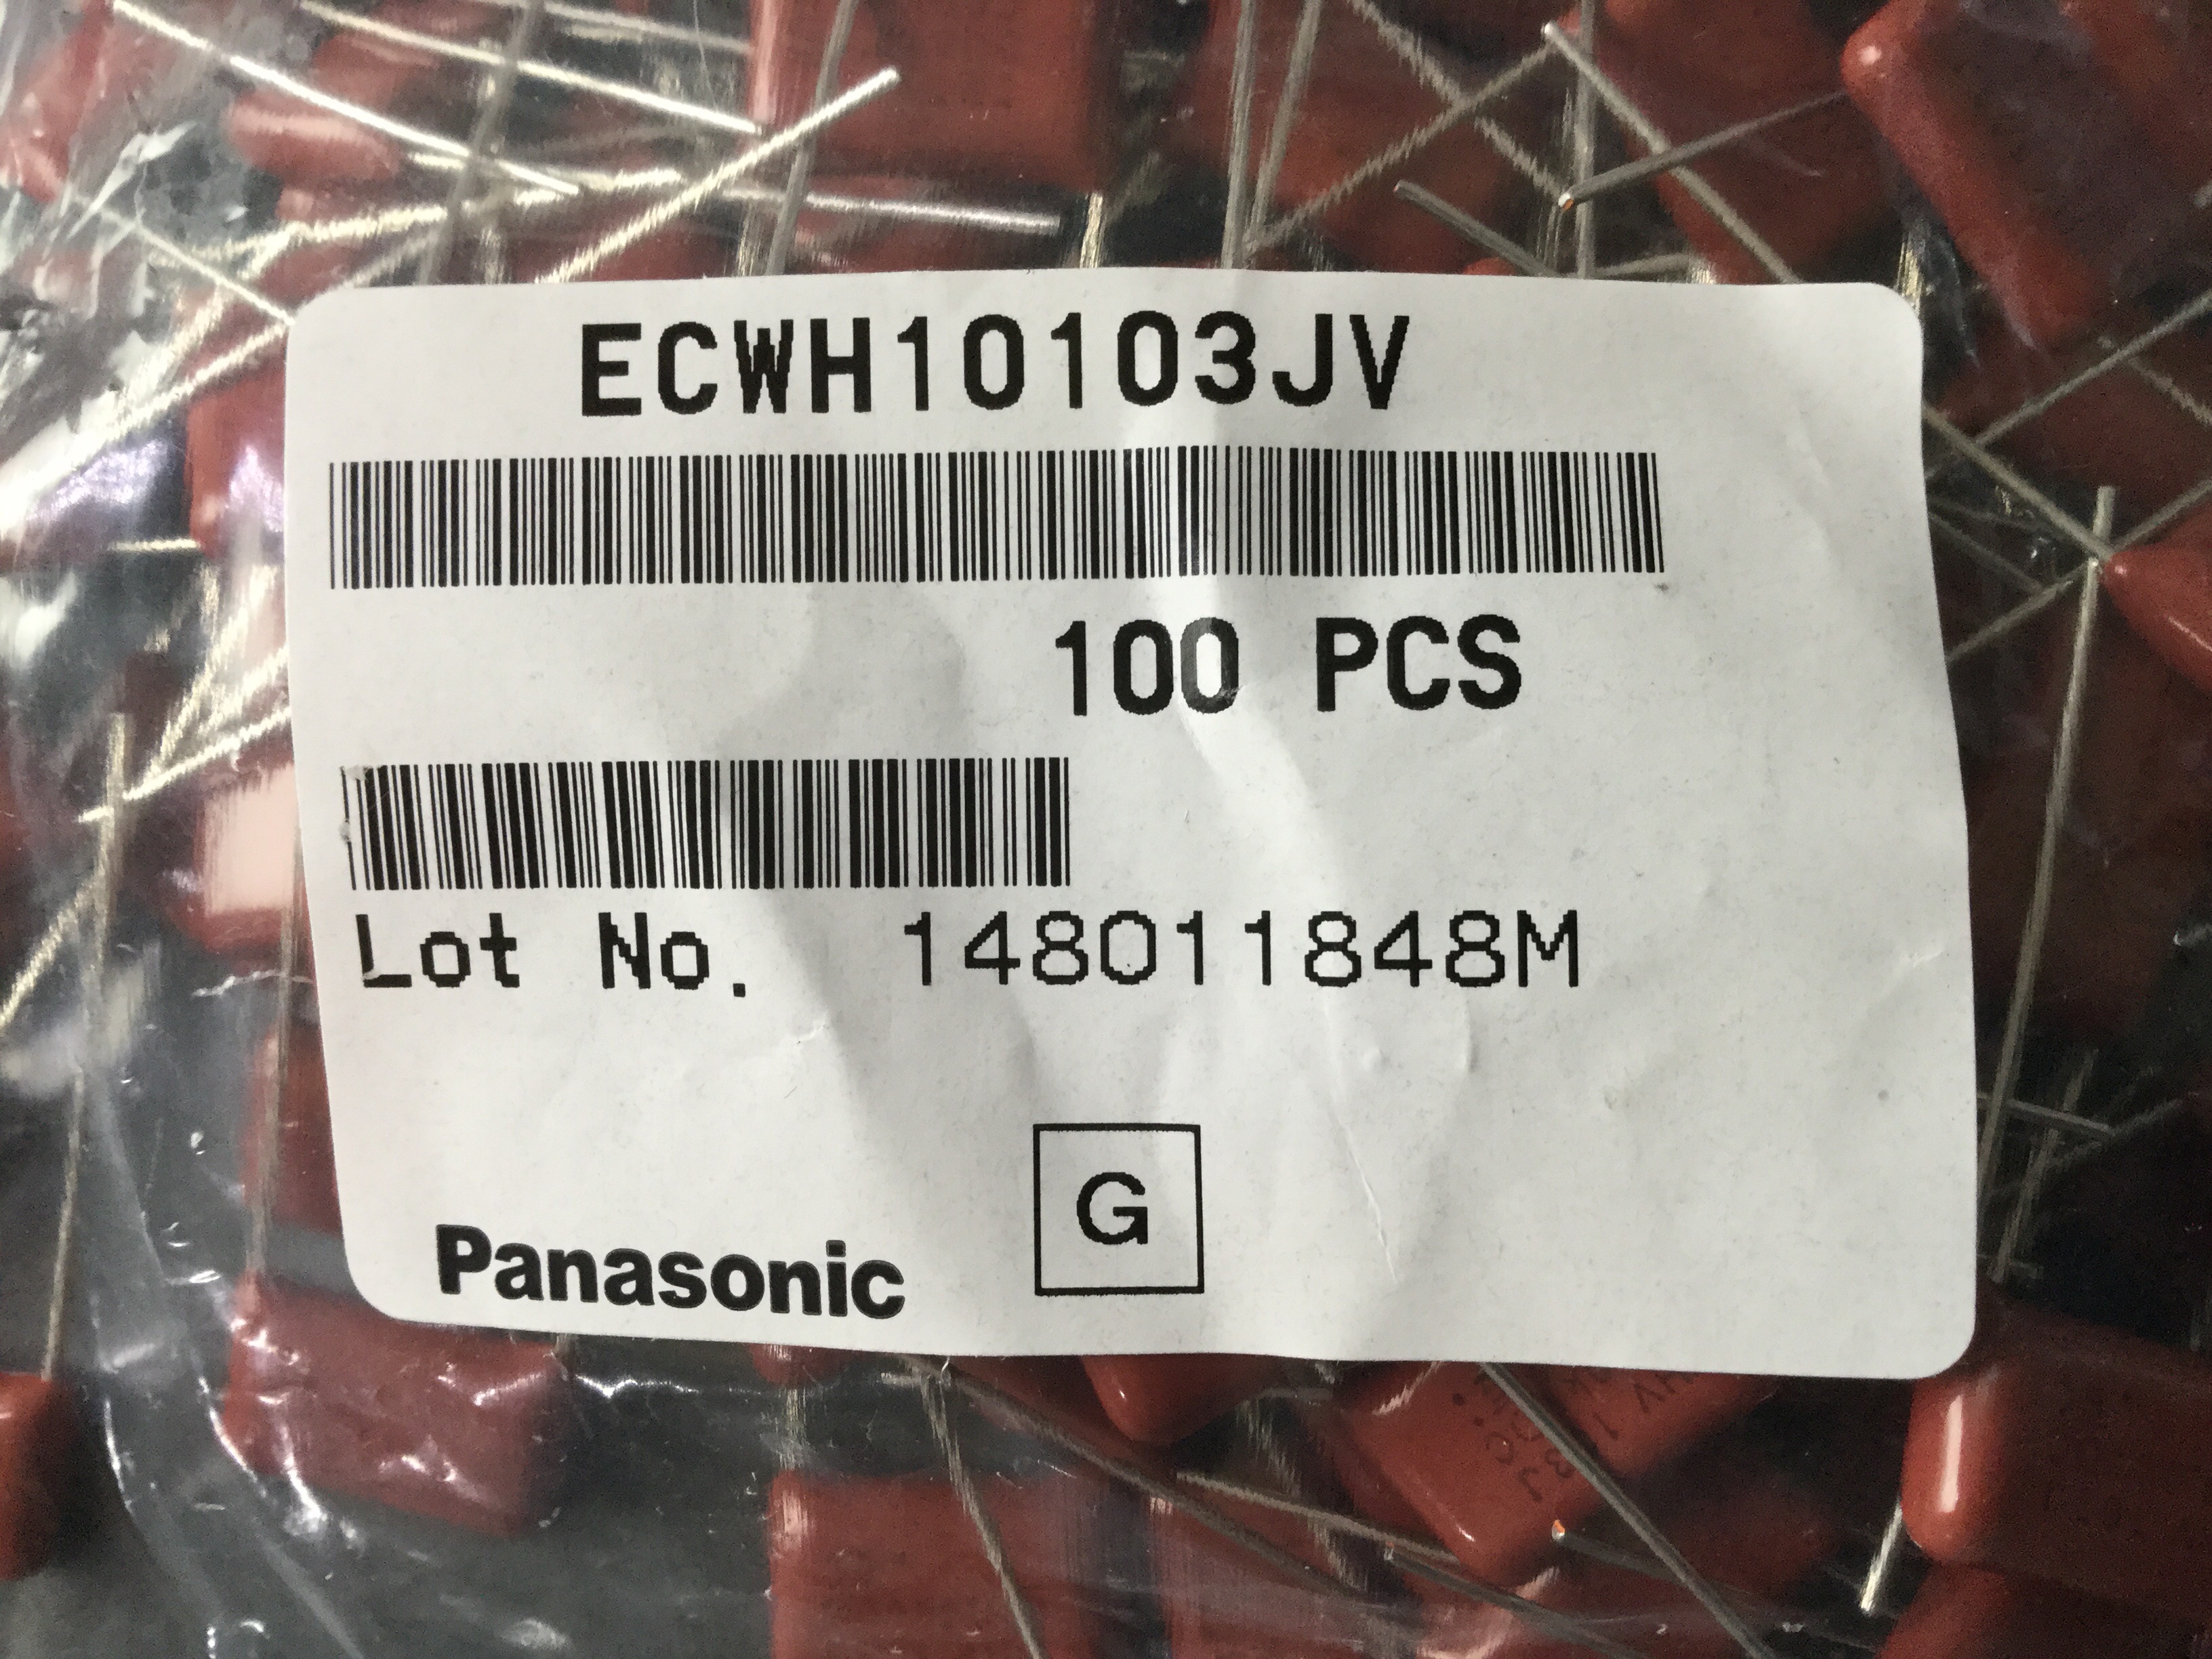 ECWH10103JV
100 PCS
Lot No. 148011848M
G
Panasonic